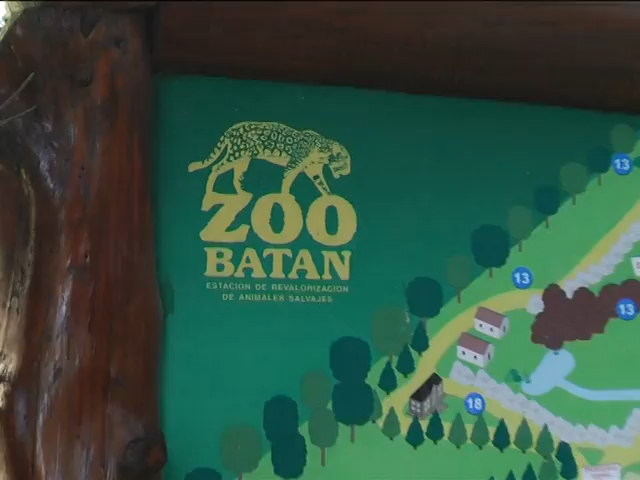 ZOO
BATAN
ESTACION DE REVALORIZACION
DE ANIMALES SALVAJES
13
13
13
18